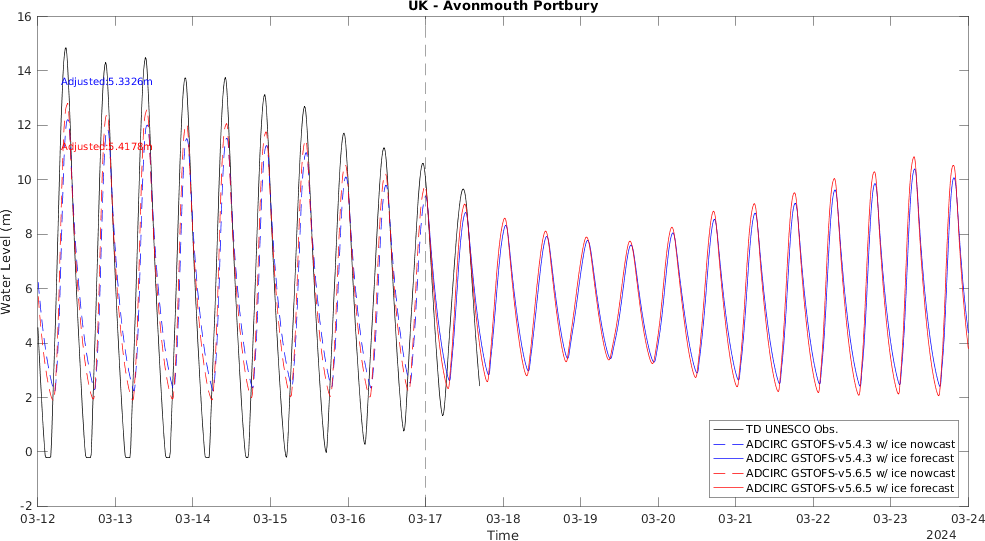 UK - Avonmouth Portbury
16
14
12
10
8
6
4
2
0
-2
Water Level (m)
Adjusted:5.3326m
Adjusted:5.4178m
TD UNESCO Obs.
ADCIRC GSTOFS-v5.4.3 w/ ice nowcast
ADCIRC GSTOFS-v5.4.3 w/ ice forecast
ADCIRC GSTOFS-v5.6.5 w/ ice nowcast
ADCIRC GSTOFS-v5.6.5 w/ ice forecast
03-12 03-13 03-14 03-15 03-16 03-17 03-18 03-19 03-20 03-21 03-22 03-23 03-24
Time
2024